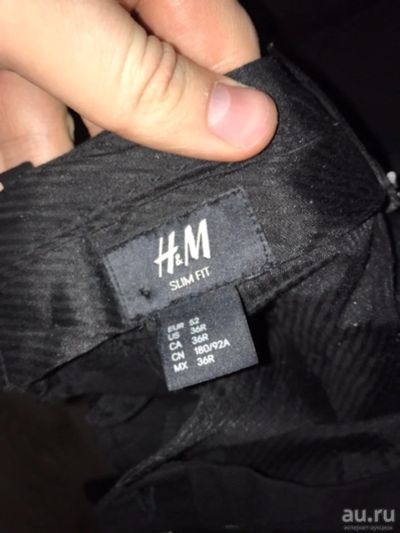 H&M
SLIM FIT
EUR 52
US 36R
CA 36R
CN 180/92A
MX 36R
au.ru
интернет-аукцион